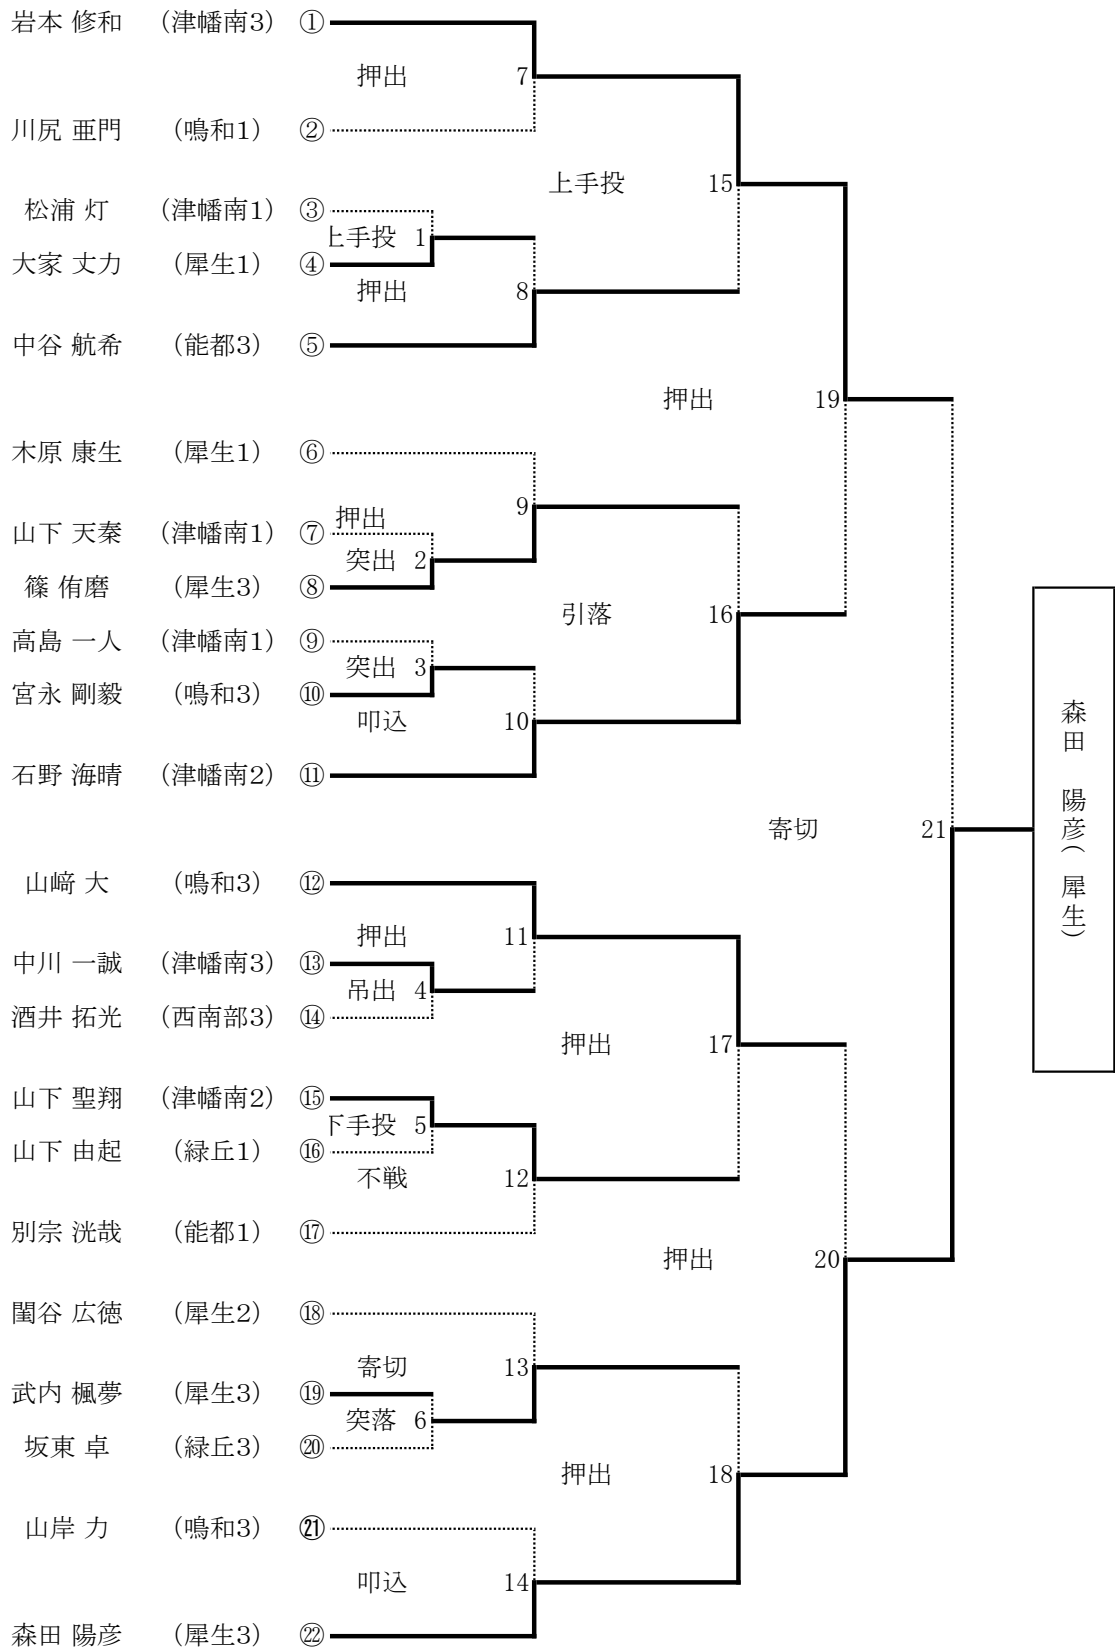 岩本 修和 (津幡南3) ①
押出 7
川尻 亜門 (鳴和1) ②
上手投 15
松浦 灯 (津幡南1) ③
上手投 1
大家 丈力 (犀生1) ④
押出 8
中谷 航希 (能都3) ⑤
押出 19
木原 康生 (犀生1) ⑥
9
押出
山下 天秦 (津幡南1) ⑦
突出 2
篠 侑磨 (犀生3) ⑧
引落 16
高島 一人 (津幡南1) ⑨
突出 3
宮永 剛毅 (鳴和3) ⑩
叩込 10
石野 海晴 (津幡南2) ⑪
寄切 21
森田 陽彦(犀生)
山﨑 大 (鳴和3) ⑫
押出 11
中川 一誠 (津幡南3) ⑬
吊出 4
酒井 拓光 (西南部3) ⑭
押出 17
山下 聖翔 (津幡南2) ⑮
下手投 5
山下 由起 (緑丘1) ⑯
不戦 12
別宗 洸哉 (能都1) ⑰
押出 20
閨谷 広徳 (犀生2) ⑱
寄切 13
武内 楓夢 (犀生3) ⑲
突落 6
坂東 卓 (緑丘3) ⑳
押出 18
山岸 力 (鳴和3) ㉑
叩込 14
森田 陽彦 (犀生3) ㉒